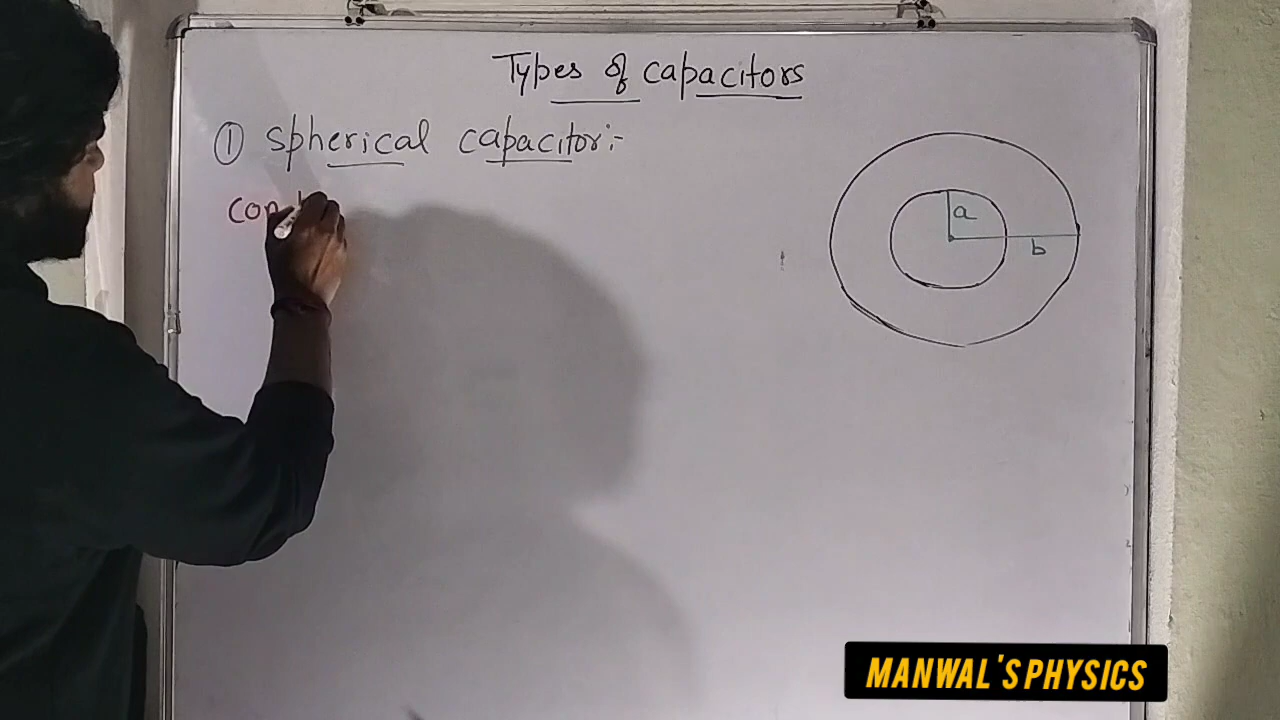 Types of capacitors
① Spherical capacitor:-
a
b
MANWAL'S PHYSICS